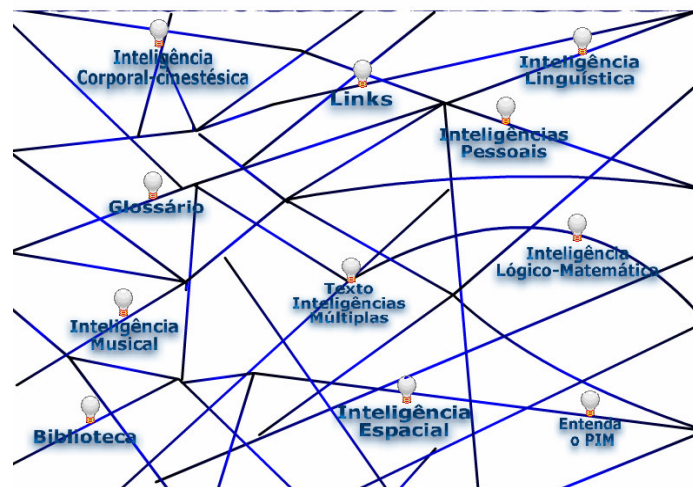 Inteligência
Corporal-cinestésica
Links
Inteligência
Linguística
Inteligências
Pessoais
Glossário
Inteligência
Lógico-Matemática
Texto
Inteligências
Múltiplas
Inteligência
Musical
Biblioteca
Inteligência
Espacial
Entenda
o PIM